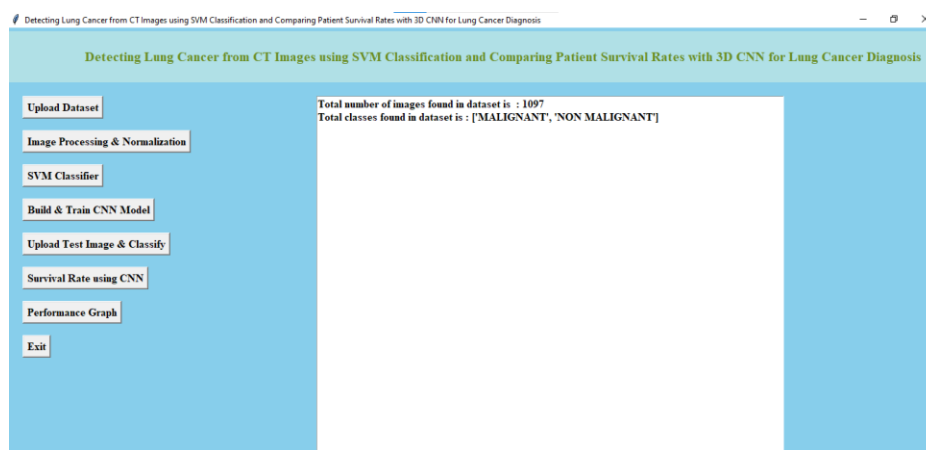 Detecting Lung Cancer from CT Images using SVM Classification and Comparing Patient Survival Rates with 3D CNN for Lung Cancer Diagnosis
Detecting Lung Cancer from CT Images using SVM Classification and Comparing Patient Survival Rates with 3D CNN for Lung Cancer Diagnosis
Upload Dataset
Image Processing & Normalization
SVM Classifier
Build & Train CNN Model
Upload Test Image & Classify
Survival Rate using CNN
Performance Graph
Exit
Total number of images found in dataset is : 1097
Total classes found in dataset is : ['MALIGNANT', 'NON MALIGNANT']